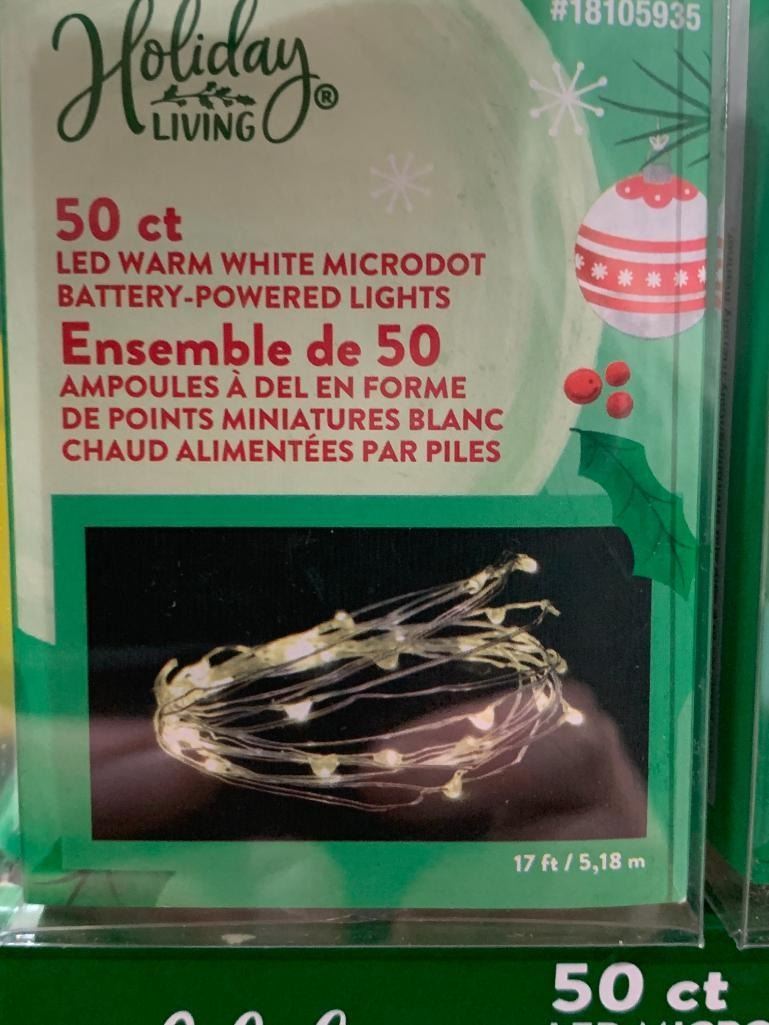 #18105935
Holiday
LIVING®
50 ct
LED WARM WHITE MICRODOT
BATTERY-POWERED LIGHTS
Ensemble de 50
AMPOULES À DEL EN FORME
DE POINTS MINIATURES BLANC
CHAUD ALIMENTÉES PAR PILES
17 ft / 5,18 m
50 ct